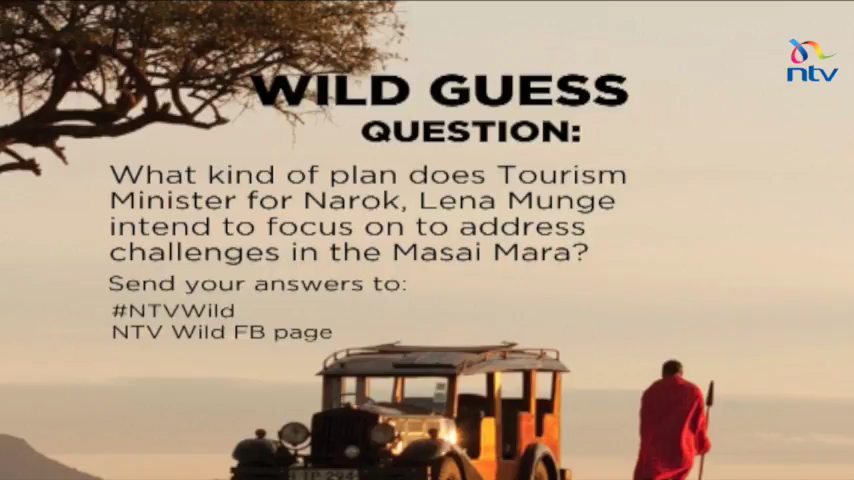 ntv
WILD GUESS
QUESTION:
What kind of plan does Tourism
Minister for Narok, Lena Munge
intend to focus on to address
challenges in the Masai Mara?
Send your answers to:
#NTVWild
NTV Wild FB page